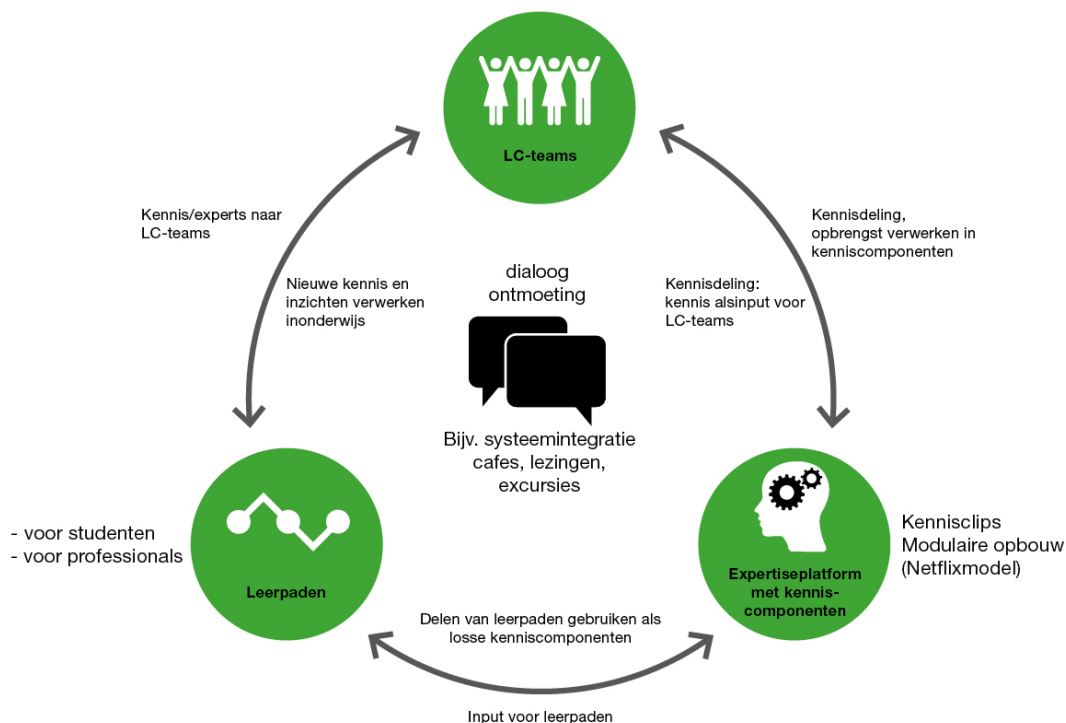 LC-teams
Kennis/experts naar
LC-teams
Nieuwe kennis en
inzichten verwerken
inonderwijs
dialoog
ontmoeting
Bijv. systeemintegratie
cafes, lezingen,
excursies
Kennisdeling:
kennis alsinput voor
LC-teams
Kennisdeling,
opbrengst verwerken in
kenniscomponenten
- voor studenten
- voor professionals
Leerpaden
Expertiseplatform
met kennis-
componenten
Kennisclips
Modulaire opbouw
(Netflixmodel)
Delen van leerpaden gebruiken als
losse kenniscomponenten
Input voor leerpaden